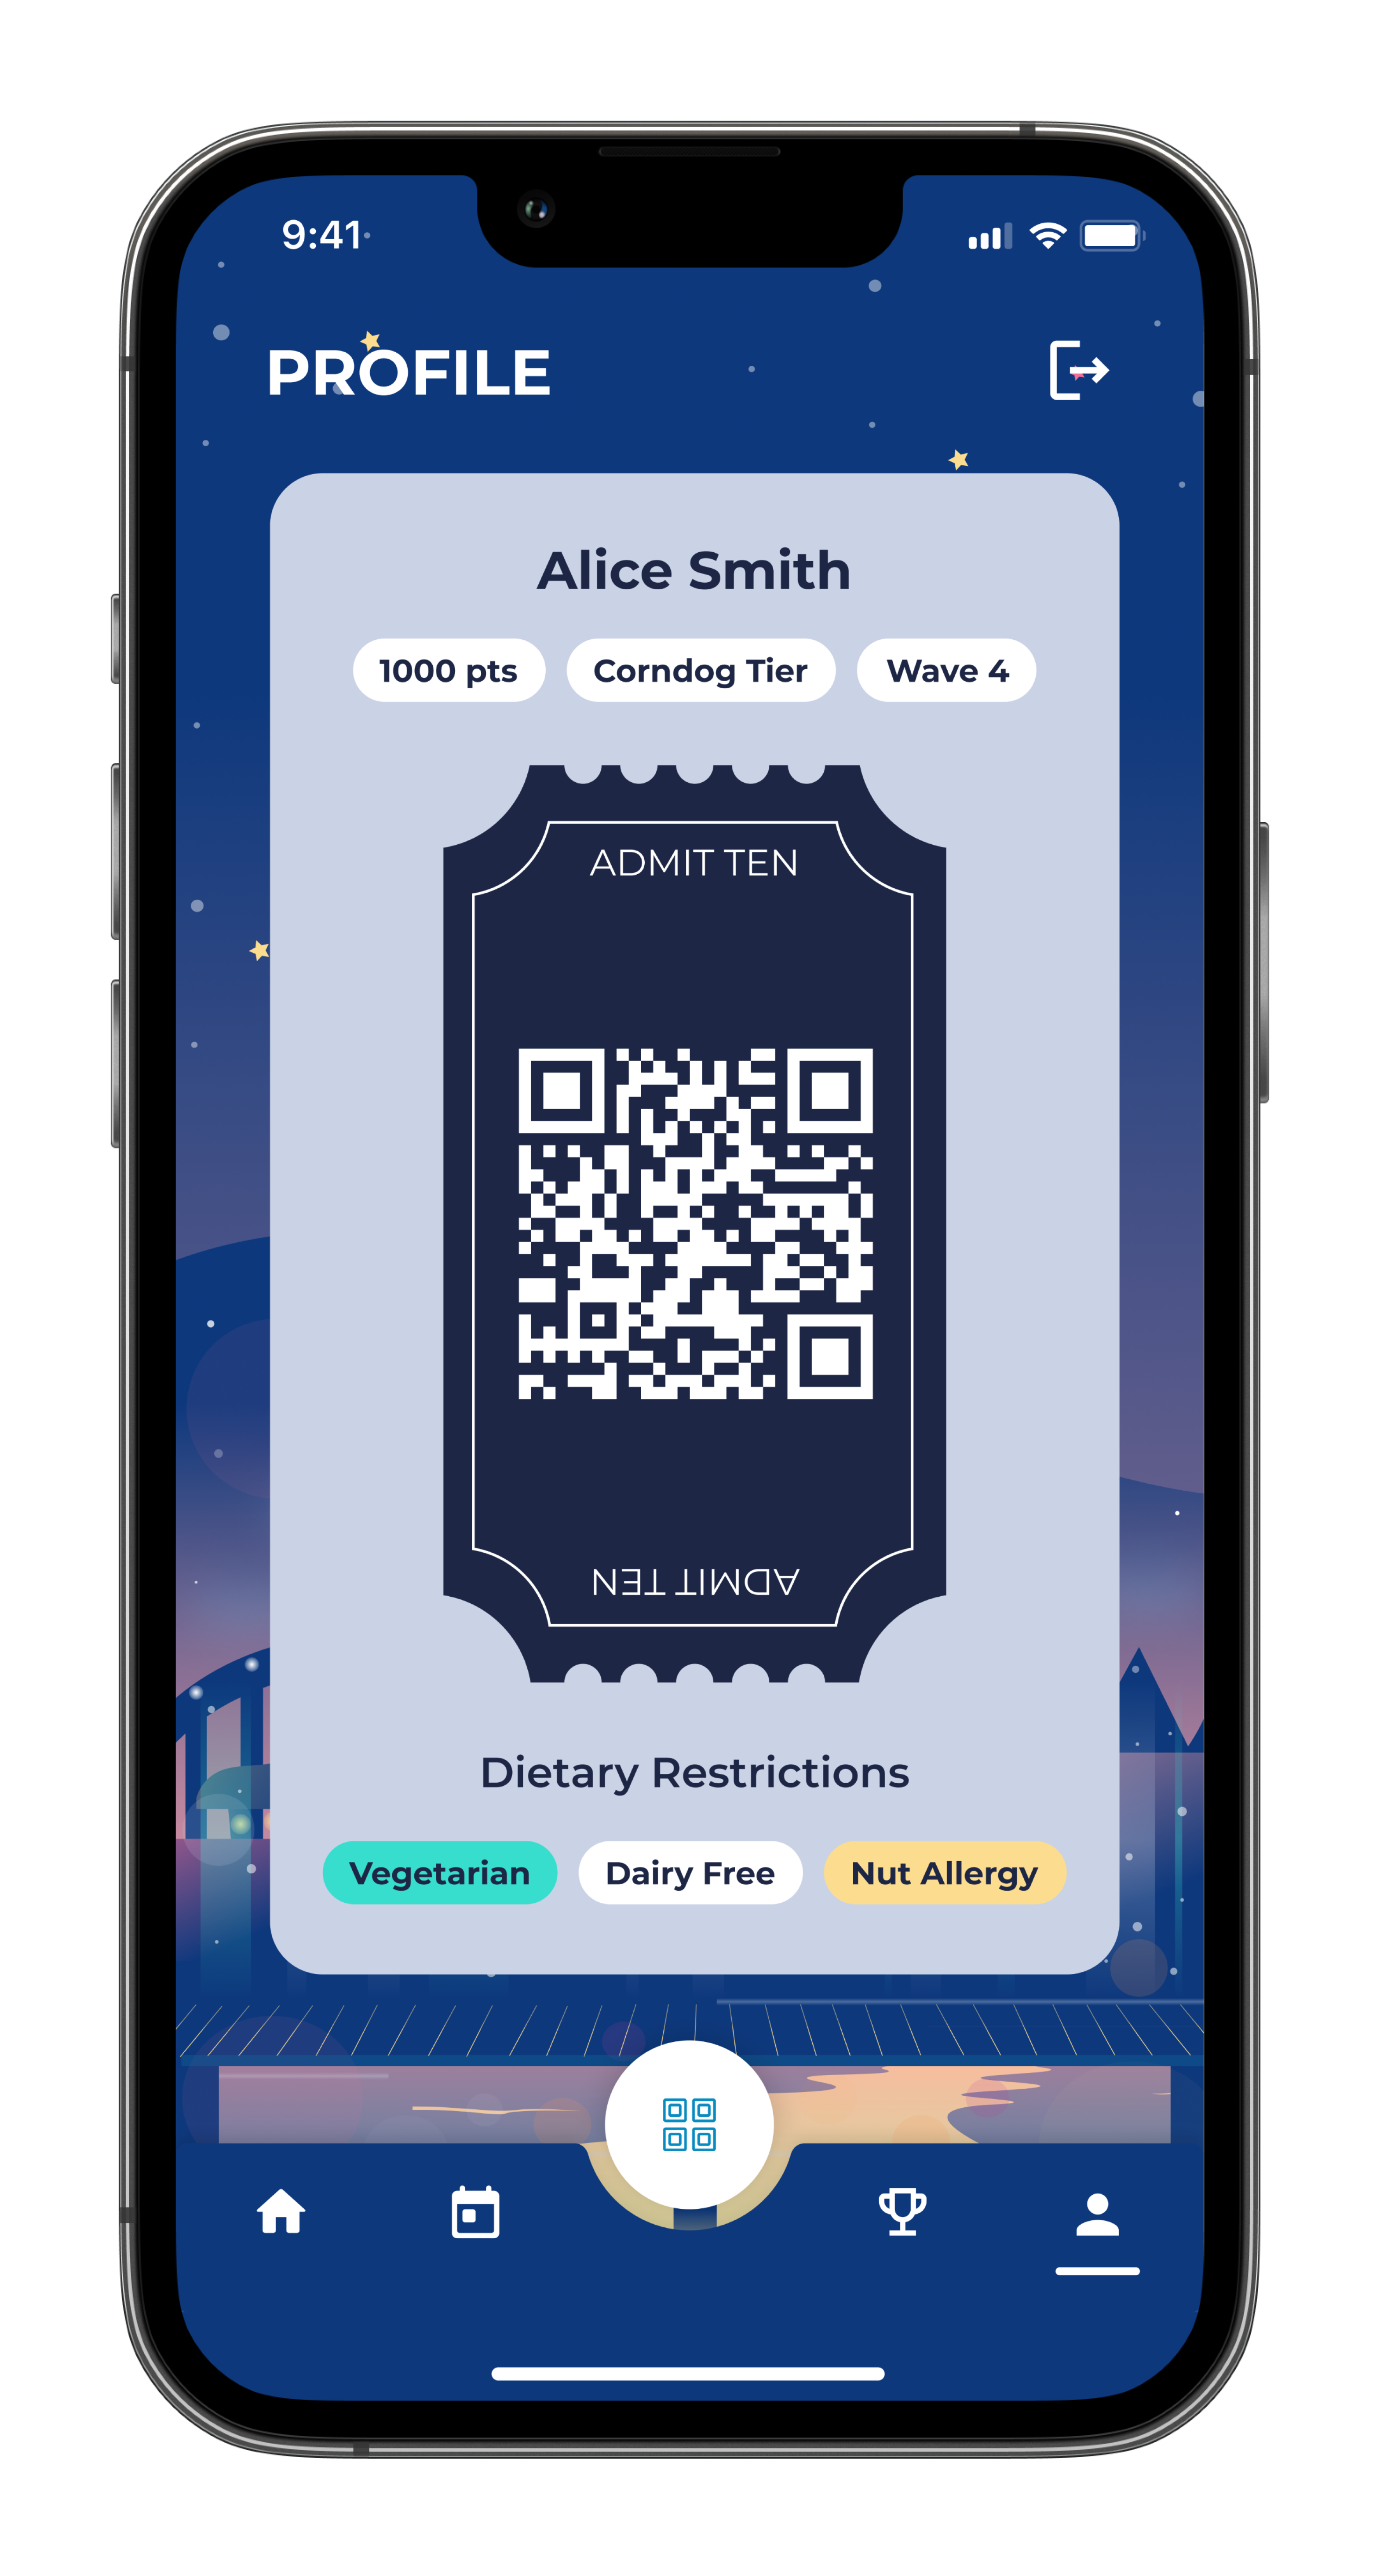 9:41
PROFILE
Alice Smith
1000 pts
Corndog Tier
Wave 4
ADMIT TEN
ADMIT TEN
Dietary Restrictions
Vegetarian
Dairy Free
Nut Allergy